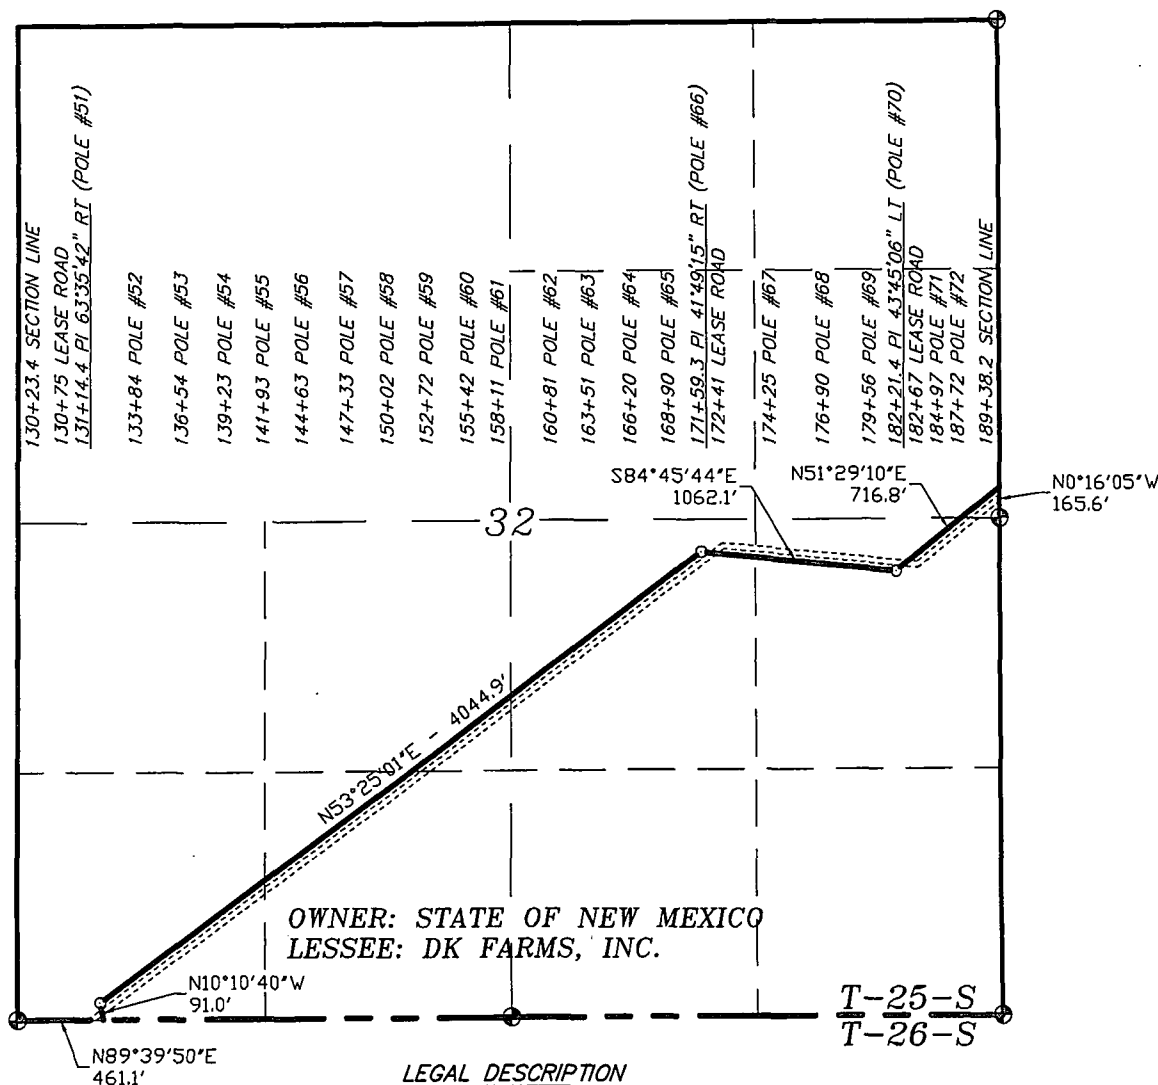 130+23.4 SECTION LINE
130+75 LEASE ROAD
131+14.4 PI 63°35'42" RT (POLE #51)
133+84 POLE #52
136+54 POLE #53
139+23 POLE #54
141+93 POLE #55
144+63 POLE #56
147+33 POLE #57
150+02 POLE #58
152+72 POLE #59
155+42 POLE #60
158+11 POLE #61
160+81 POLE #62
163+51 POLE #63
166+20 POLE #64
168+90 POLE #65
171+59.3 PI 41°49'15" RT (POLE #66)
172+41 LEASE ROAD
174+25 POLE #67
176+90 POLE #68
179+56 POLE #69
182+21.4 PI 43°45'06" LT (POLE #70)
182+67 LEASE ROAD
184+97 POLE #71
187+72 POLE #72
189+38.2 SECTION LINE
S84°45'44"E
1062.1'
N51°29'10"E
716.8'
N0°16'05"W
165.6'
32
N53°25'01"E - 4044.9'
OWNER: STATE OF NEW MEXICO
LESSEE: DK FARMS, INC.
N10°10'40"W
91.0'
T-25-S
T-26-S
N89°39'50"E
461.1'
LEGAL DESCRIPTION